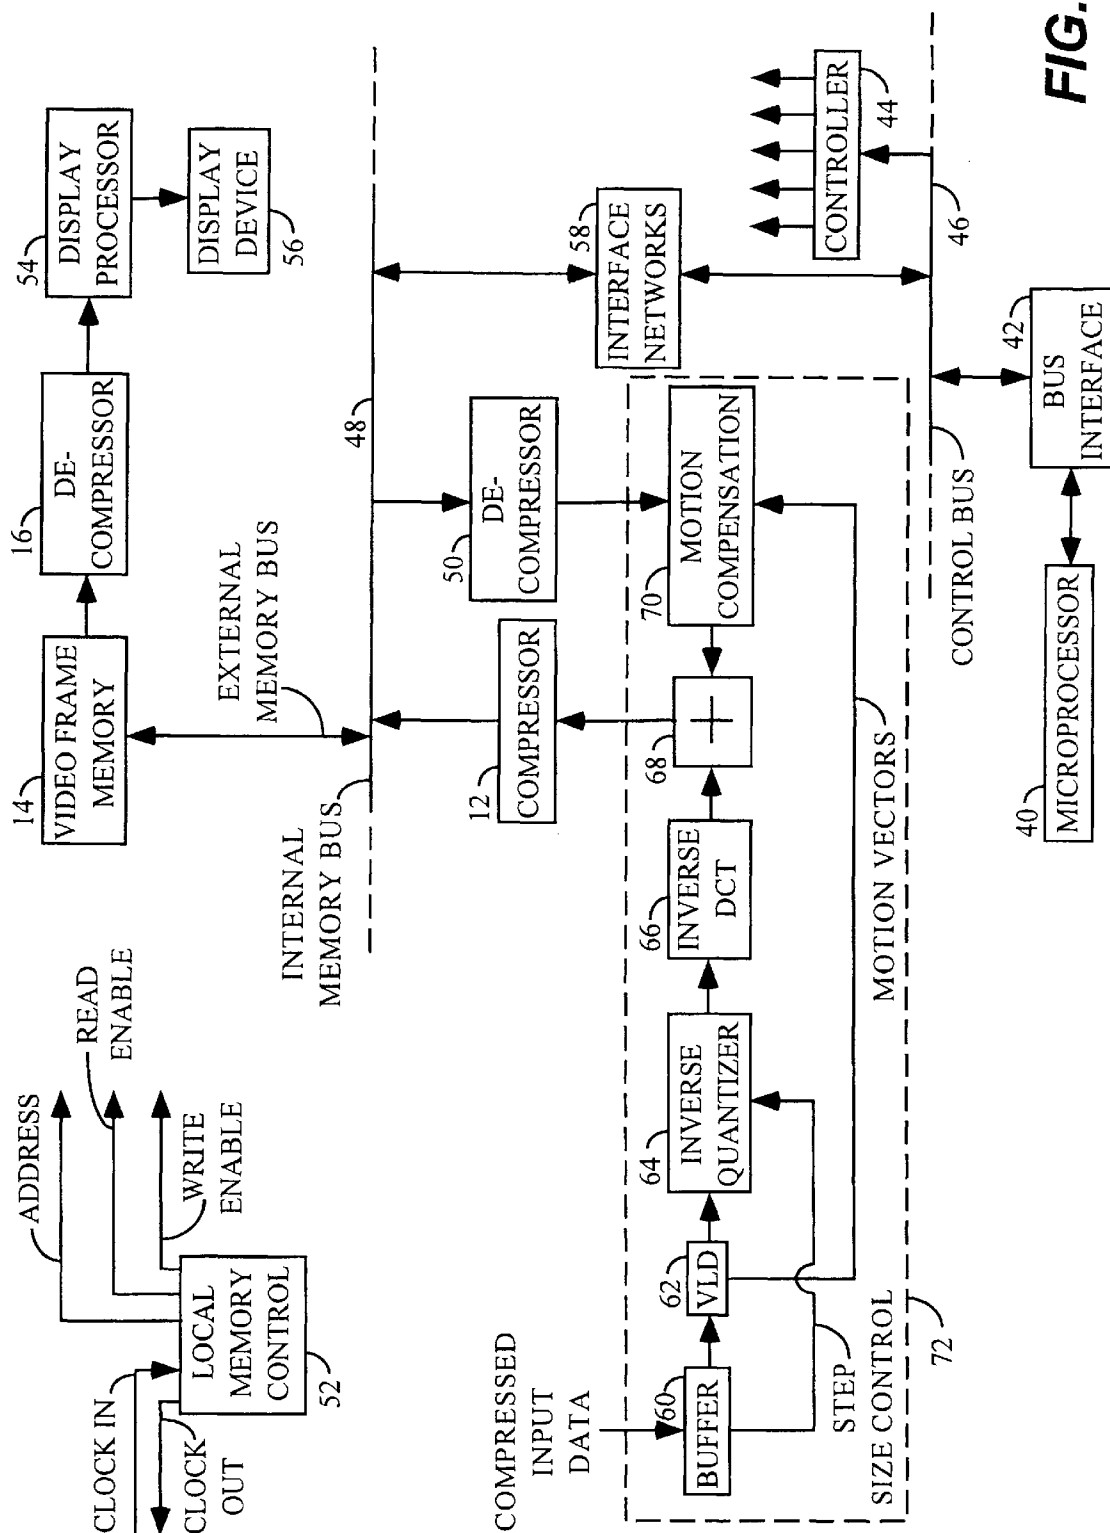 CLOCK IN
CLOCK
OUT
LOCAL
MEMORY
CONTROL
52
ADDRESS
READ
ENABLE
WRITE
ENABLE
14
VIDEO FRAME
MEMORY
16
DE-
COMPRESSOR
54
DISPLAY
PROCESSOR
DISPLAY
DEVICE
56
EXTERNAL
MEMORY BUS
INTERNAL
MEMORY BUS
48
12
COMPRESSOR
50
DE-
COMPRESSOR
58
INTERFACE
NETWORKS
CONTROLLER
44
46
COMPRESSED
INPUT
DATA
60
BUFFER
62
VLD
64
INVERSE
QUANTIZER
66
INVERSE
DCT
68
+
70
MOTION
COMPENSATION
STEP
SIZE CONTROL
72
MOTION VECTORS
CONTROL BUS
40
MICROPROCESSOR
42
BUS
INTERFACE
FIG.